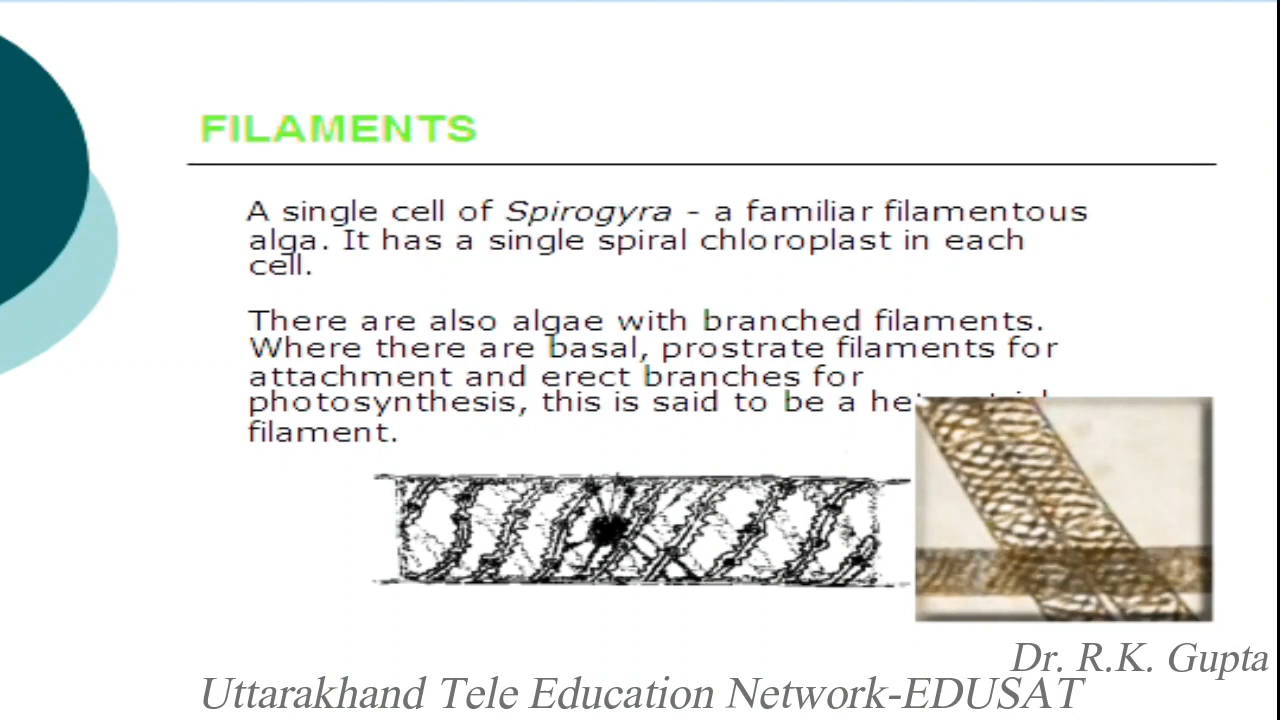 FILAMENTS
A single cell of Spirogyra - a familiar filamentous
alga. It has a single spiral chloroplast in each
cell.
There are also algae with branched filaments.
Where there are basal, prostrate filaments for
attachment and erect branches for
photosynthesis, this is said to be a
filament.
Dr. R.K. Gupta
Uttarakhand Tele Education Network-EDUSAT